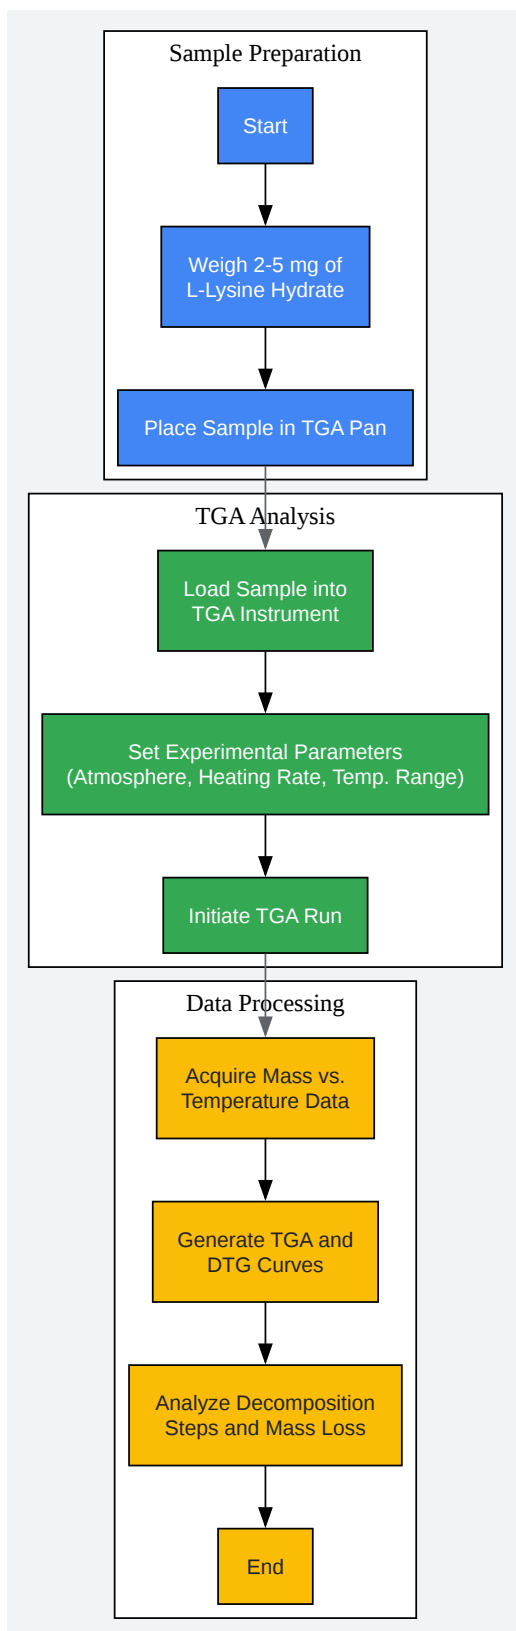 Sample Preparation
Start
Weigh 2-5 mg of
L-Lysine Hydrate
Place Sample in TGA Pan
TGA Analysis
Load Sample into
TGA Instrument
Set Experimental Parameters
(Atmosphere, Heating Rate, Temp. Range)
Initiate TGA Run
Data Processing
Acquire Mass vs.
Temperature Data
Generate TGA and
DTG Curves
Analyze Decomposition
Steps and Mass Loss
End